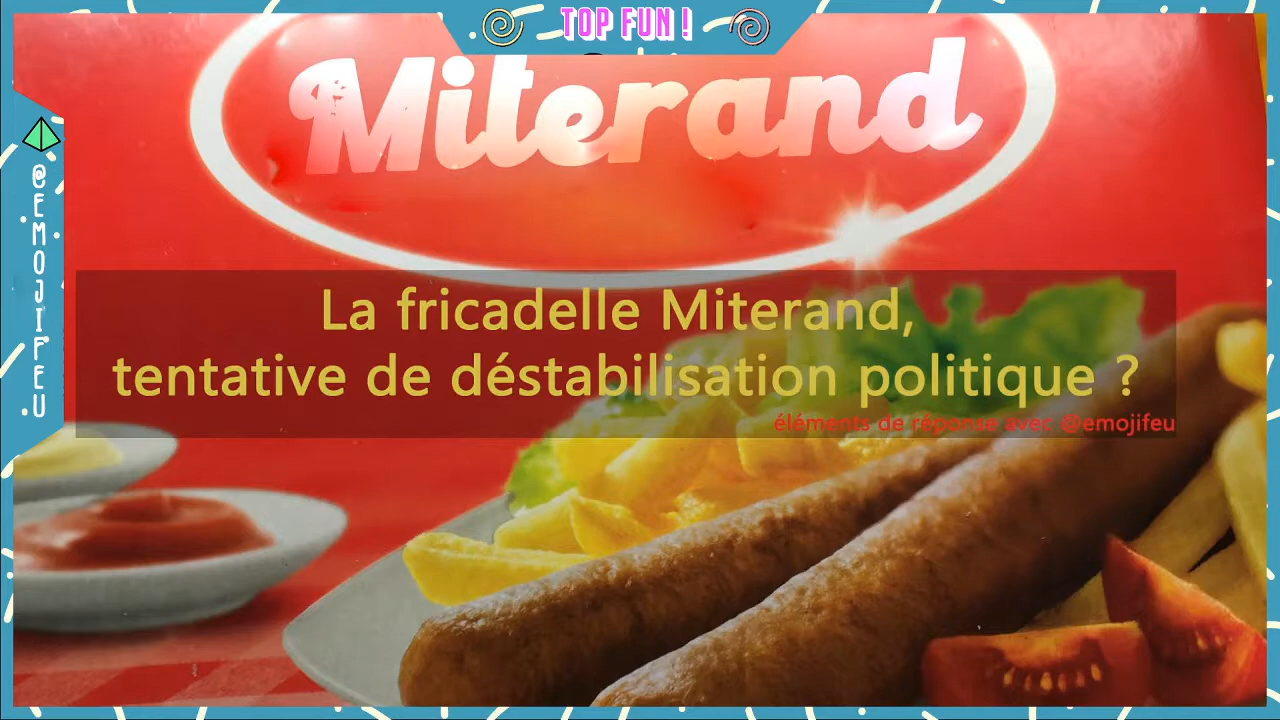 TOP FUN !
Miterand
@EMOJIFEU
La fricadelle Miterand,
tentative de déstabilisation politique ?
éléments de réponse avec @emojifeu